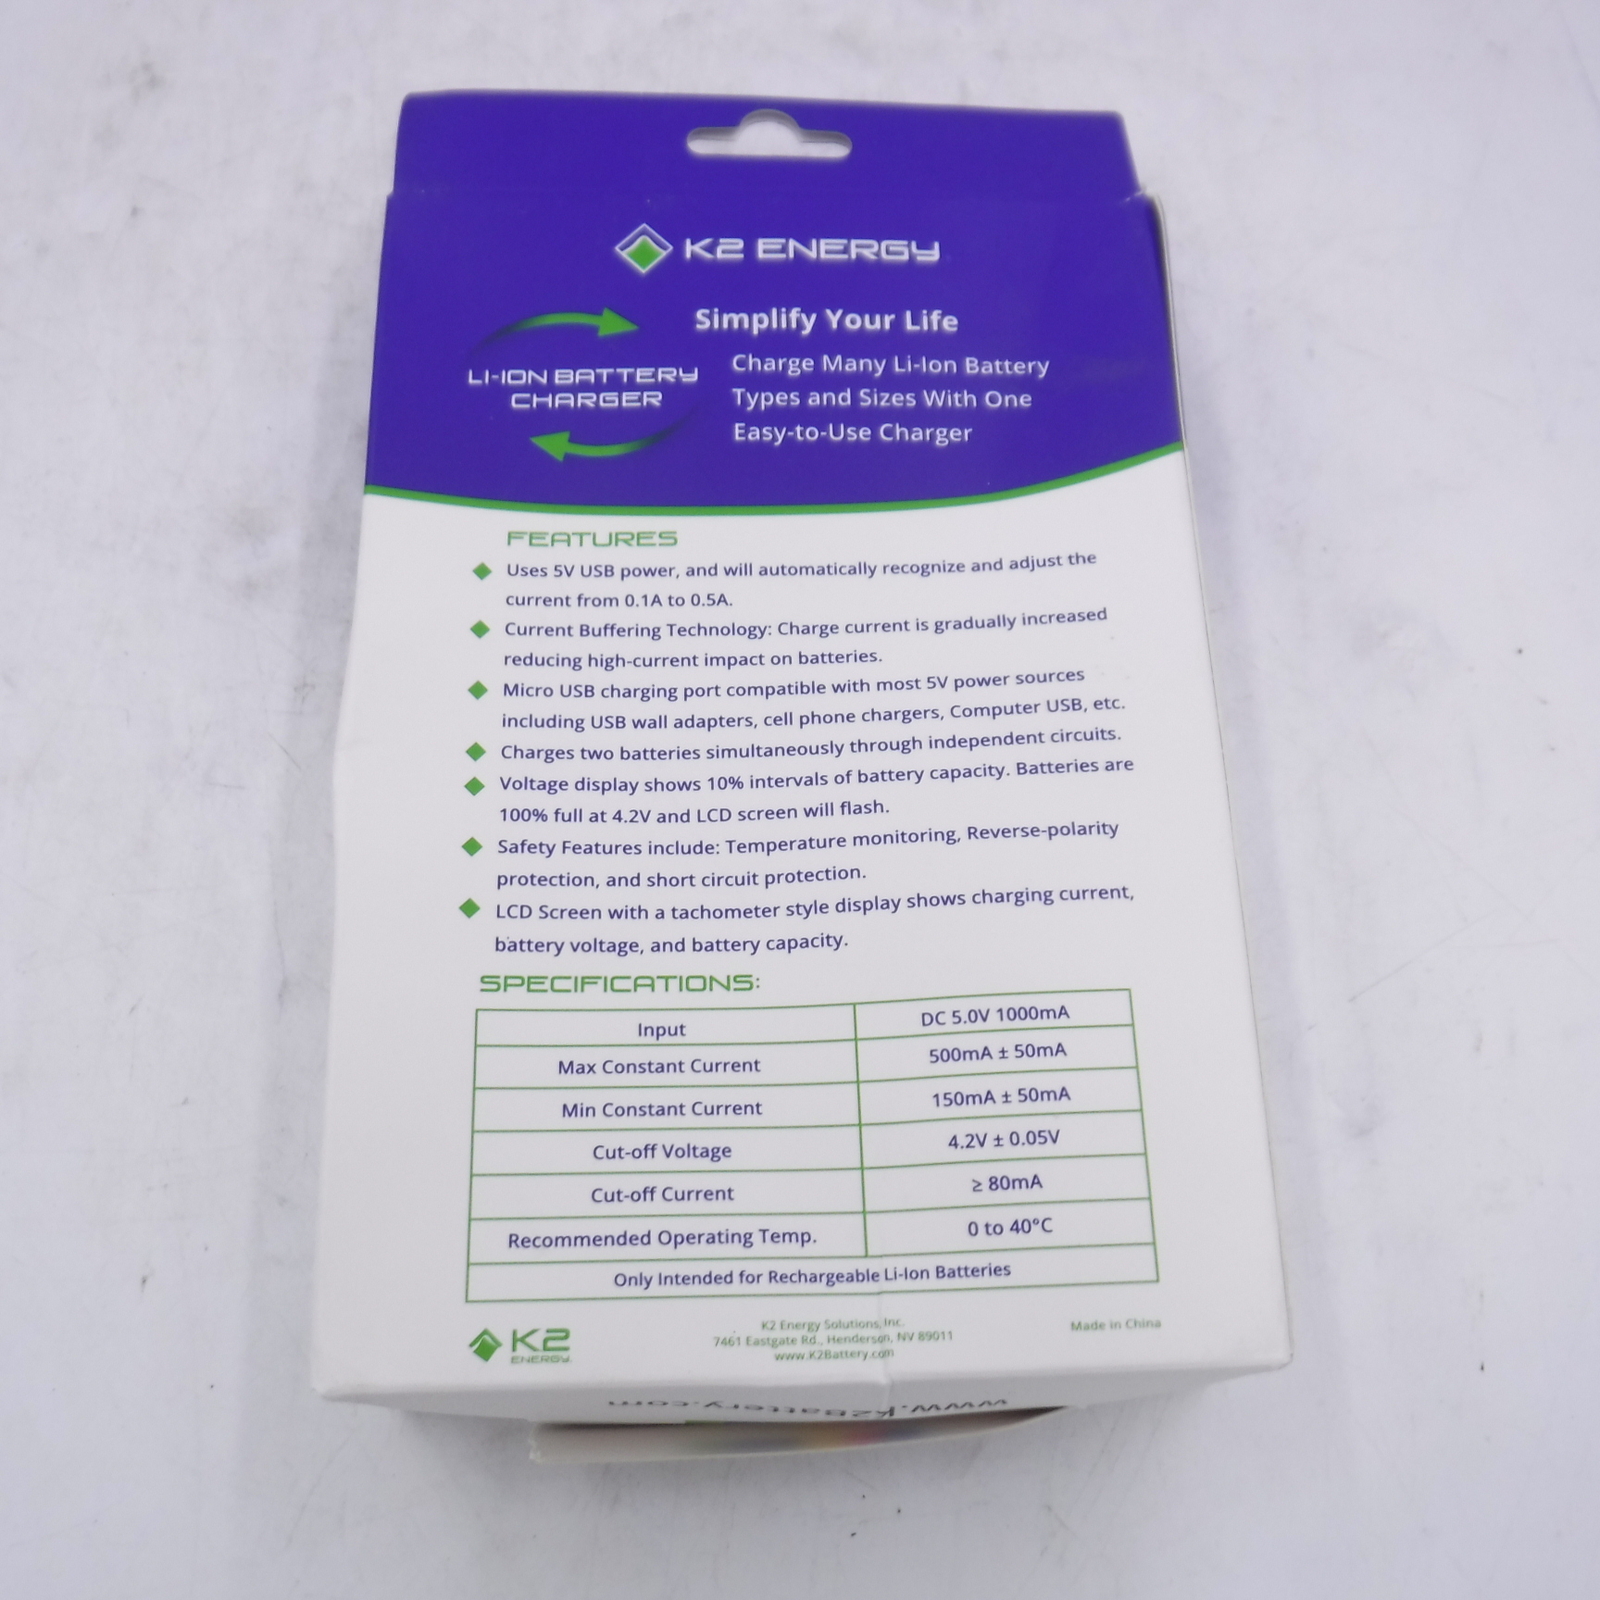 K2 ENERGY
Simplify Your Life
LI-ION BATTERY
CHARGER
Charge Many Li-Ion Battery
Types and Sizes With One
Easy-to-Use Charger
FEATURES
Uses 5V USB power, and will automatically recognize and adjust the
current from 0.1A to 0.5A.
Current Buffering Technology: Charge current is gradually increased
reducing high-current impact on batteries.
Micro USB charging port compatible with most 5V power sources
including USB wall adapters, cell phone chargers, Computer USB, etc.
Charges two batteries simultaneously through independent circuits.
Voltage display shows 10% intervals of battery capacity. Batteries are
100% full at 4.2V and LCD screen will flash.
Safety Features include: Temperature monitoring, Reverse-polarity
protection, and short circuit protection.
LCD Screen with a tachometer style display shows charging current,
battery voltage, and battery capacity.
SPECIFICATIONS:
Input DC 5.0V 1000mA
Max Constant Current 500mA ± 50mA
Min Constant Current 150mA ± 50mA
Cut-off Voltage 4.2V ± 0.05V
Cut-off Current ≥ 80mA
Recommended Operating Temp. 0 to 40°C
Only Intended for Rechargeable Li-Ion Batteries
K2
ENERGY
K2 Energy Solutions, Inc.
7461 Eastgate Rd., Henderson, NV 89011
www.K2Battery.com
Made in China
www.K2Battery.com